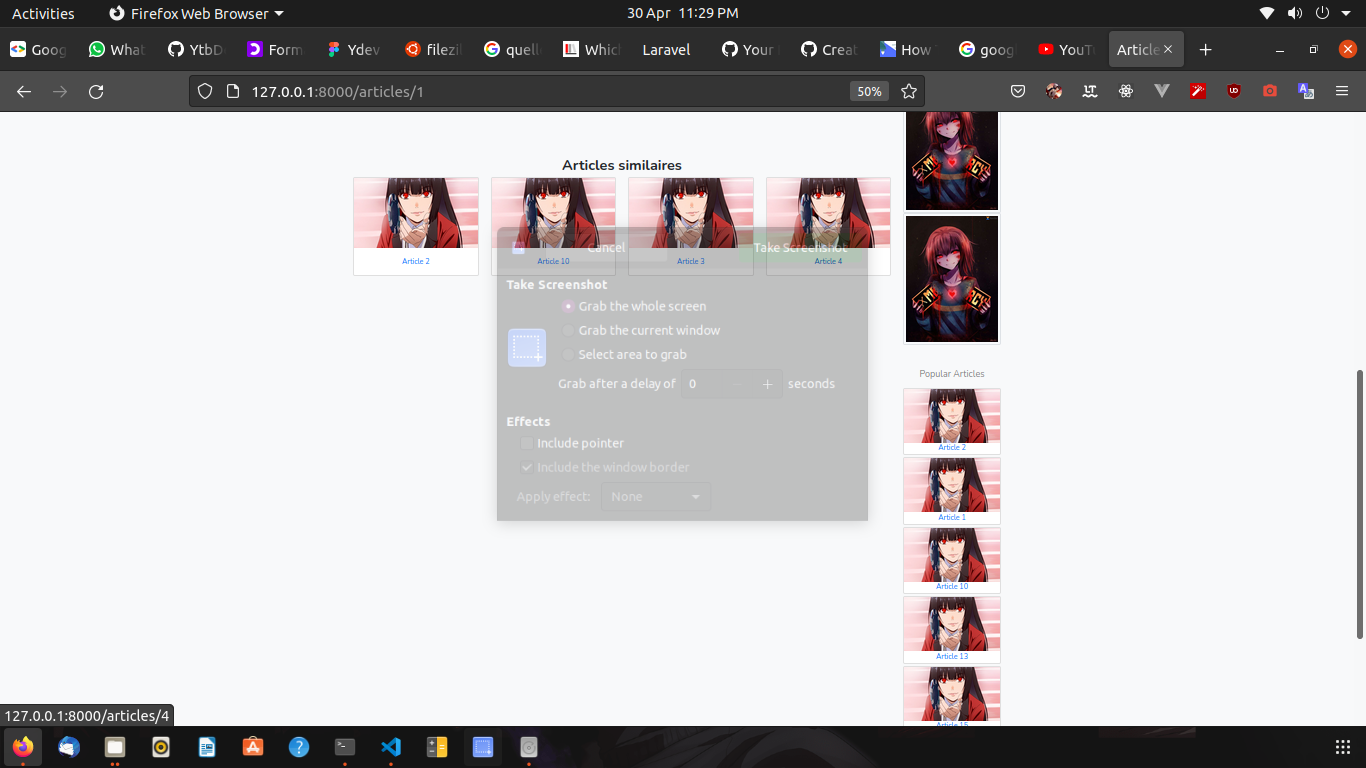 Activities Firefox Web Browser 30 Apr 11:29 PM
Goog What YtbD Form Ydev filezil quell Which Laravel Your Creat How goog YouT Article
127.0.0.1:8000/articles/1 50%
Articles similaires
Article 2 Article 10 Article 3 Article 4
Cancel Take Screenshot
Take Screenshot
Grab the whole screen
Grab the current window
Select area to grab
Grab after a delay of 0 seconds
Effects
Include pointer
Include the window border
Apply effect: None
Popular Articles
Article 2
Article 1
Article 10
Article 13
Article 15
127.0.0.1:8000/articles/4